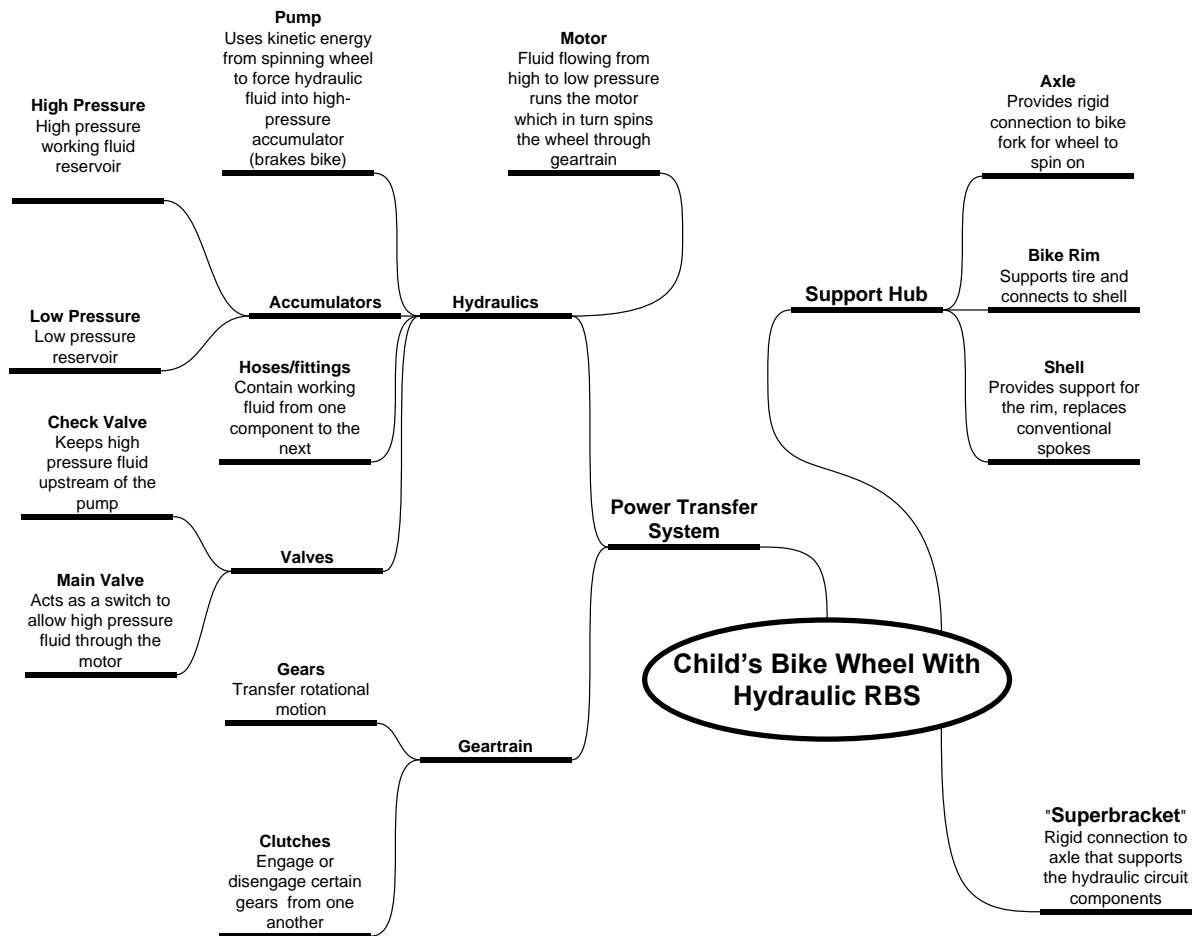 Pump
Uses kinetic energy
from spinning wheel
to force hydraulic
fluid into high-
pressure
accumulator
(brakes bike)
Motor
Fluid flowing from
high to low pressure
runs the motor
which in turn spins
the wheel through
geartrain
Axle
Provides rigid
connection to bike
fork for wheel to
spin on
High Pressure
High pressure
working fluid
reservoir
Bike Rim
Supports tire and
connects to shell
Support Hub
Accumulators
Hydraulics
Low Pressure
Low pressure
reservoir
Hoses/fittings
Contain working
fluid from one
component to the
next
Shell
Provides support for
the rim, replaces
conventional
spokes
Check Valve
Keeps high
pressure fluid
upstream of the
pump
Power Transfer
System
Valves
Main Valve
Acts as a switch to
allow high pressure
fluid through the
motor
Child's Bike Wheel With
Hydraulic RBS
Gears
Transfer rotational
motion
Geartrain
Clutches
Engage or
disengage certain
gears from one
another
"Superbracket"
Rigid connection to
axle that supports
the hydraulic circuit
components